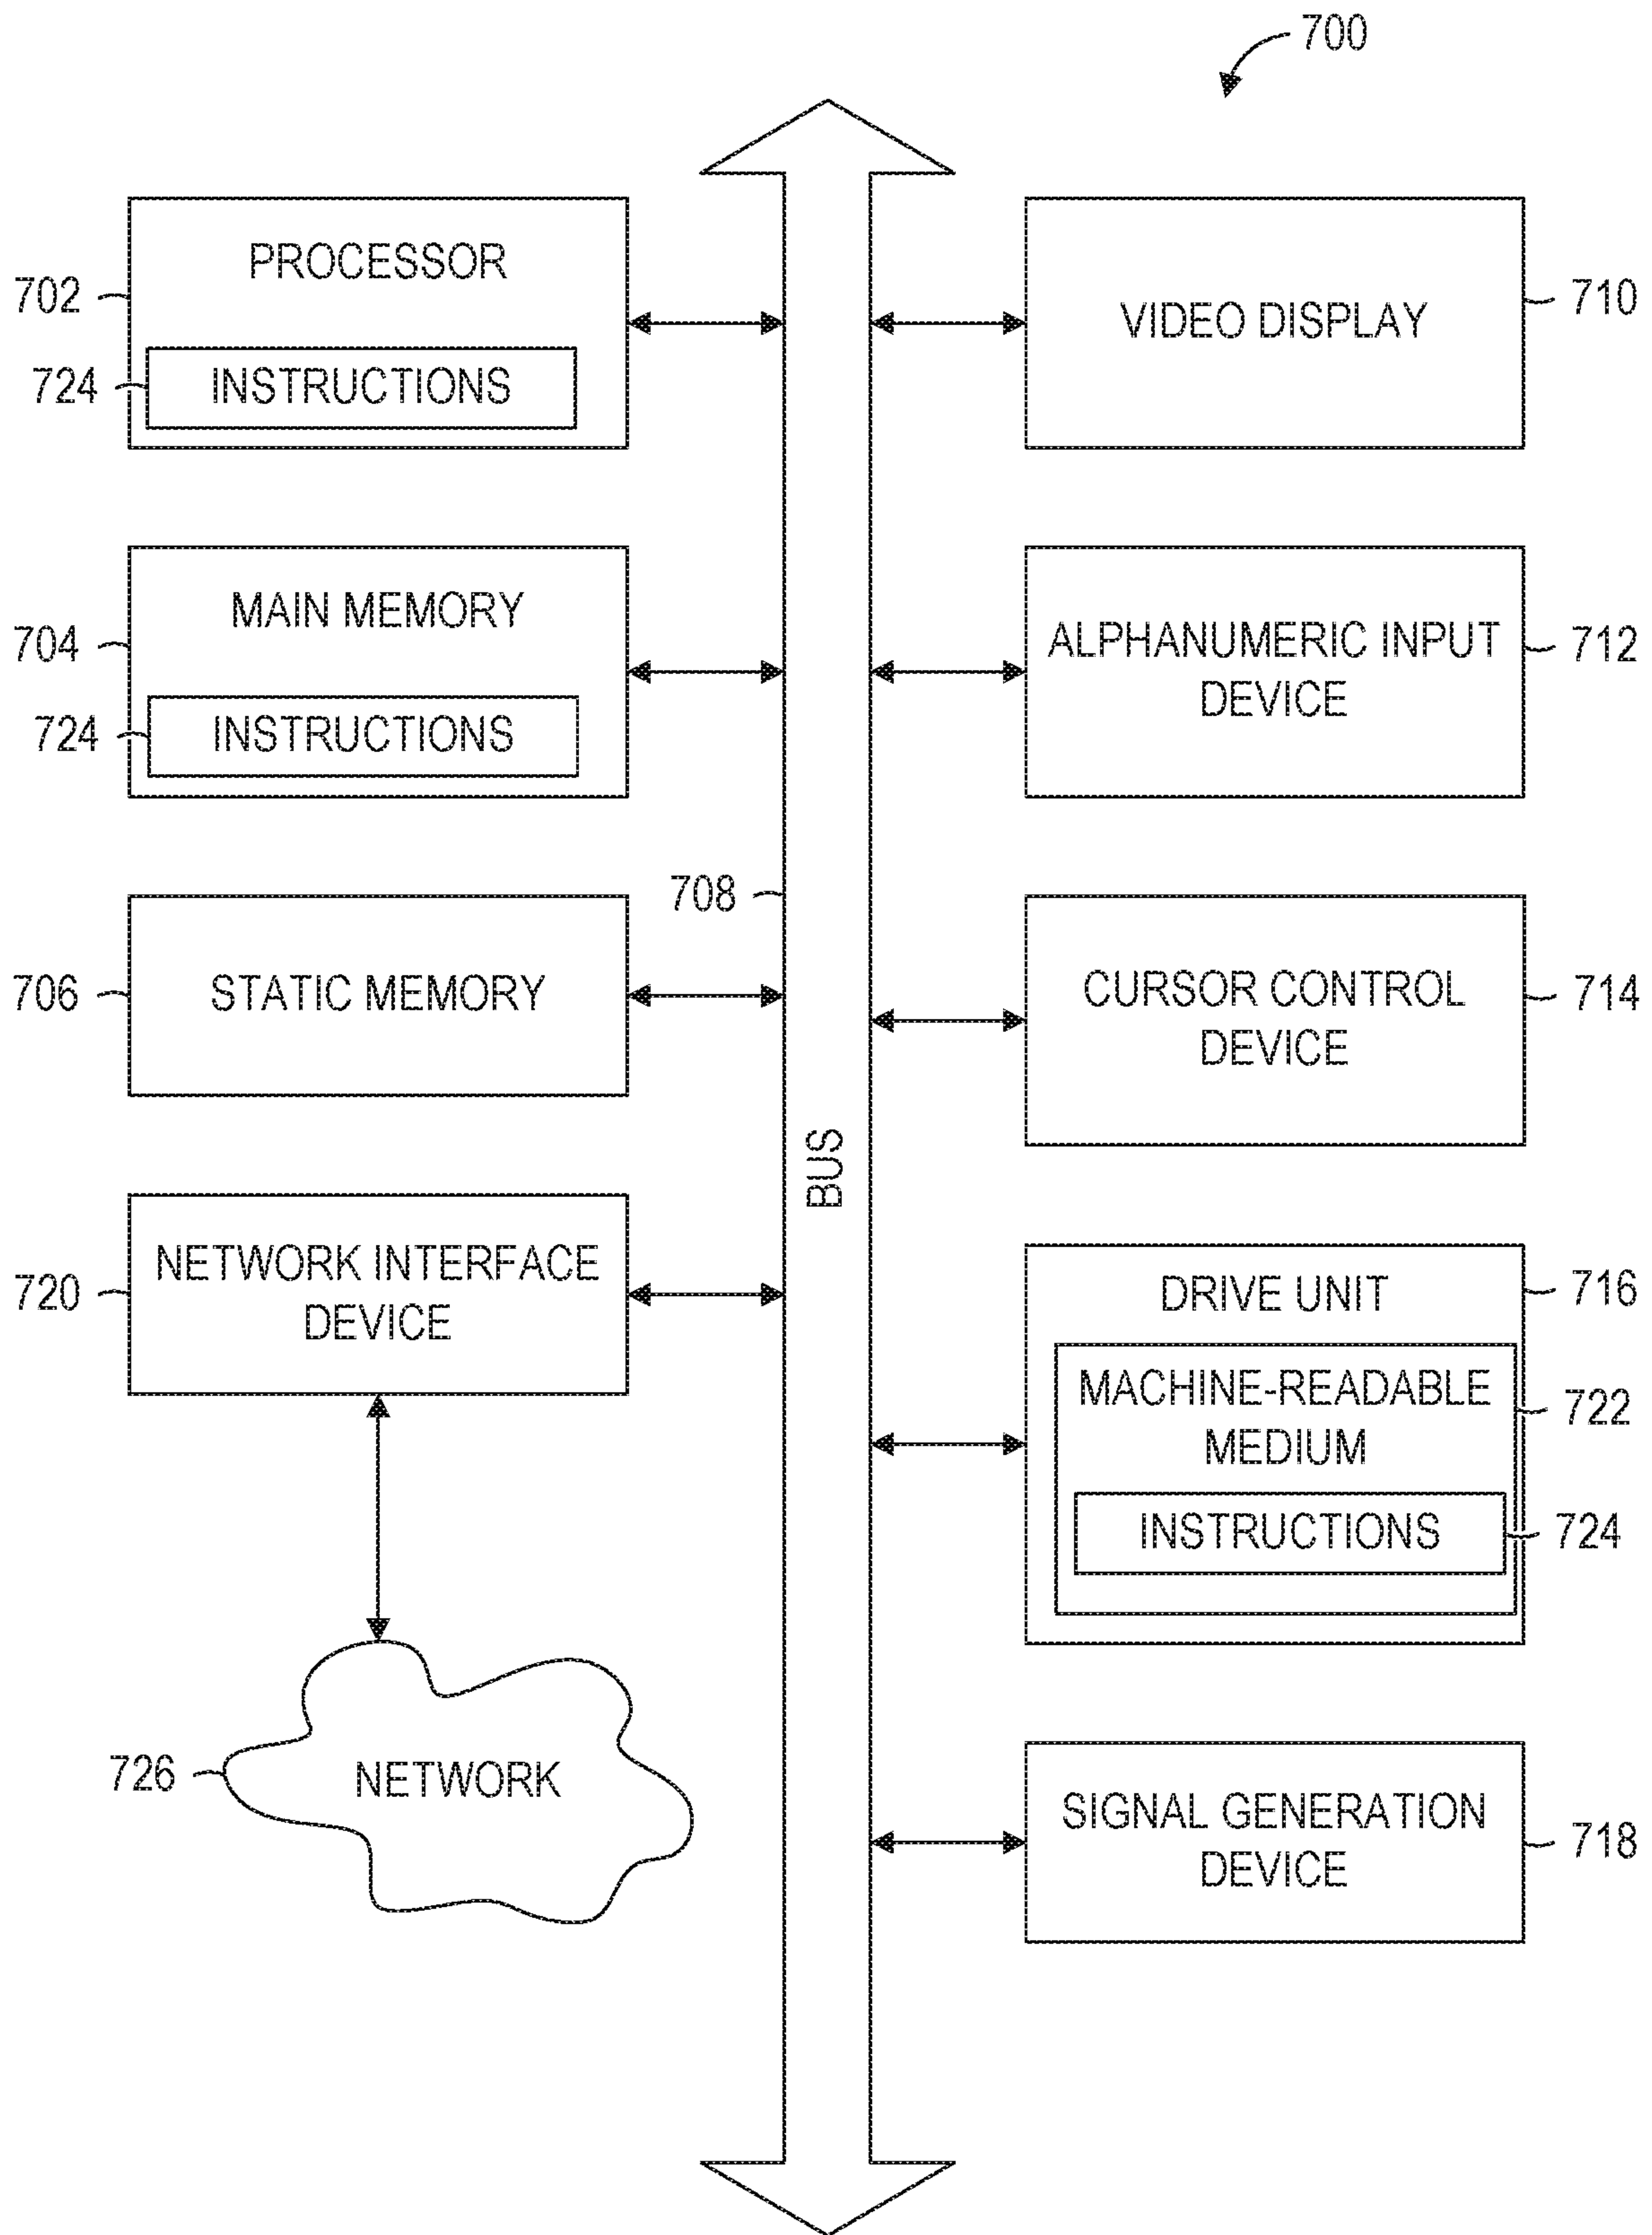 700
PROCESSOR
702
724
INSTRUCTIONS
MAIN MEMORY
704
724
INSTRUCTIONS
708
706
STATIC MEMORY
BUS
720
NETWORK INTERFACE
DEVICE
726
NETWORK
VIDEO DISPLAY
710
ALPHANUMERIC INPUT
DEVICE
712
CURSOR CONTROL
DEVICE
714
DRIVE UNIT
716
MACHINE-READABLE
MEDIUM
722
INSTRUCTIONS
724
SIGNAL GENERATION
DEVICE
718